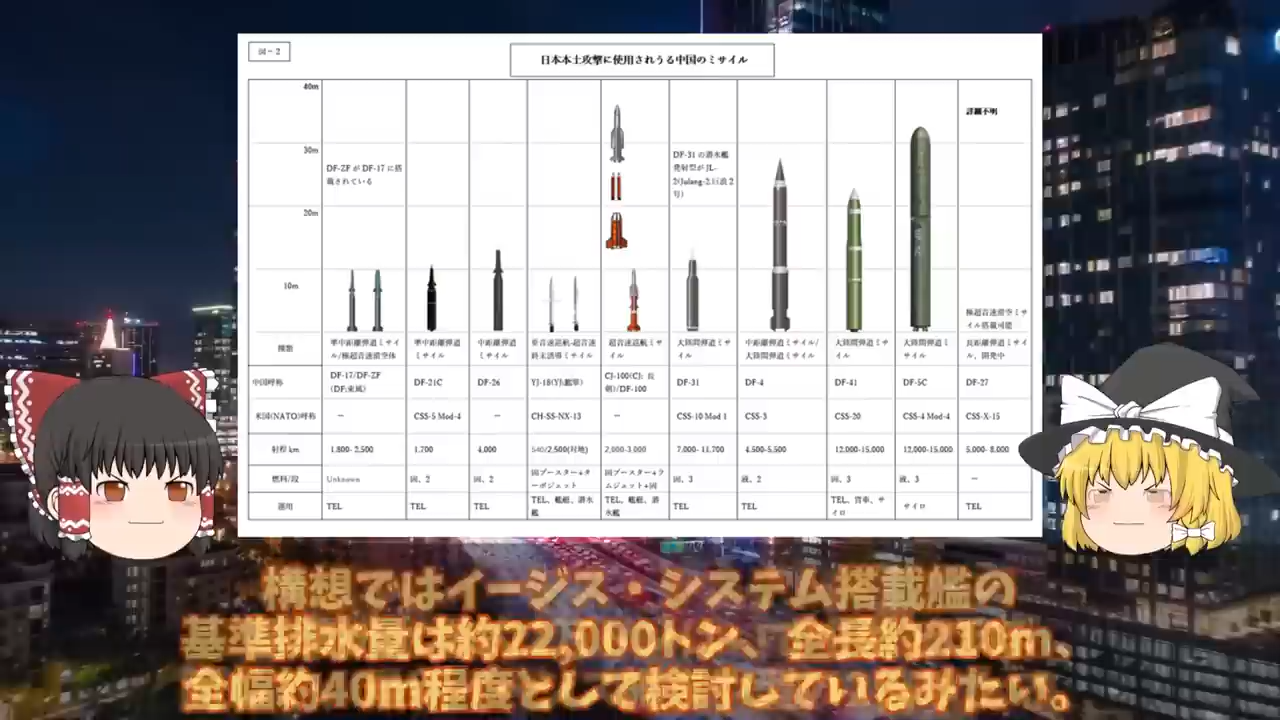 図-2
日本本土攻撃に使用されうる中国のミサイル
40m
30m
20m
10m
DF-ZF が DF-17 に搭
載されている
DF-31 の潜水艦
発射型が JL-
2(Julang-2.巨浪 2
号)
詳細不明
極超音速滑空ミサ
イル搭載可能
種類
準中距離弾道ミサイ
ル/極超音速滑空体
準中距離弾道
ミサイル
中距離弾道
ミサイル
亜音速巡航-超音速
終末誘導ミサイル
超音速巡航ミサ
イル
大陸間弾道ミサ
イル
中距離弾道ミサイル/
大陸間弾道ミサイル
大陸間弾道ミ
サイル
大陸間弾道ミ
サイル
長距離弾道ミサイ
ル、開発中
中国呼称
DF-17/DF-ZF
(DF:東風)
DF-21C
DF-26
YJ-18(YJ:鷹撃)
CJ-100(CJ: 長
剣)/DF-100
DF-31
DF-4
DF-41
DF-5C
DF-27
米国(NATO)呼称
--
CSS-5 Mod-4
--
CH-SS-NX-13
--
CSS-10 Mod 1
CSS-3
CSS-20
CSS-4 Mod-4
CSS-X-15
射程 km
1,800- 2,500
1,700
4,000
540/2,500(対地)
2,000-3,000
7,000- 11,700
4,500-5,500
12,000-15,000
12,000-15,000
5,000- 8,000
燃料/段
Unknown
固、2
固、2
固ブースター+タ
ーボジェット
固ブースター+ラ
ムジェット+固
固、3
液、2
固、3
液、3
--
運用
TEL
TEL
TEL
TEL、艦艇、潜水
艦
TEL、艦艇、潜
水艦
TEL
TEL
TEL、貨車、サ
イロ
サイロ
TEL
構想ではイージス・システム搭載艦の
基準排水量は約22,000トン、全長約210m、
全幅約40m程度として検討しているみたい。